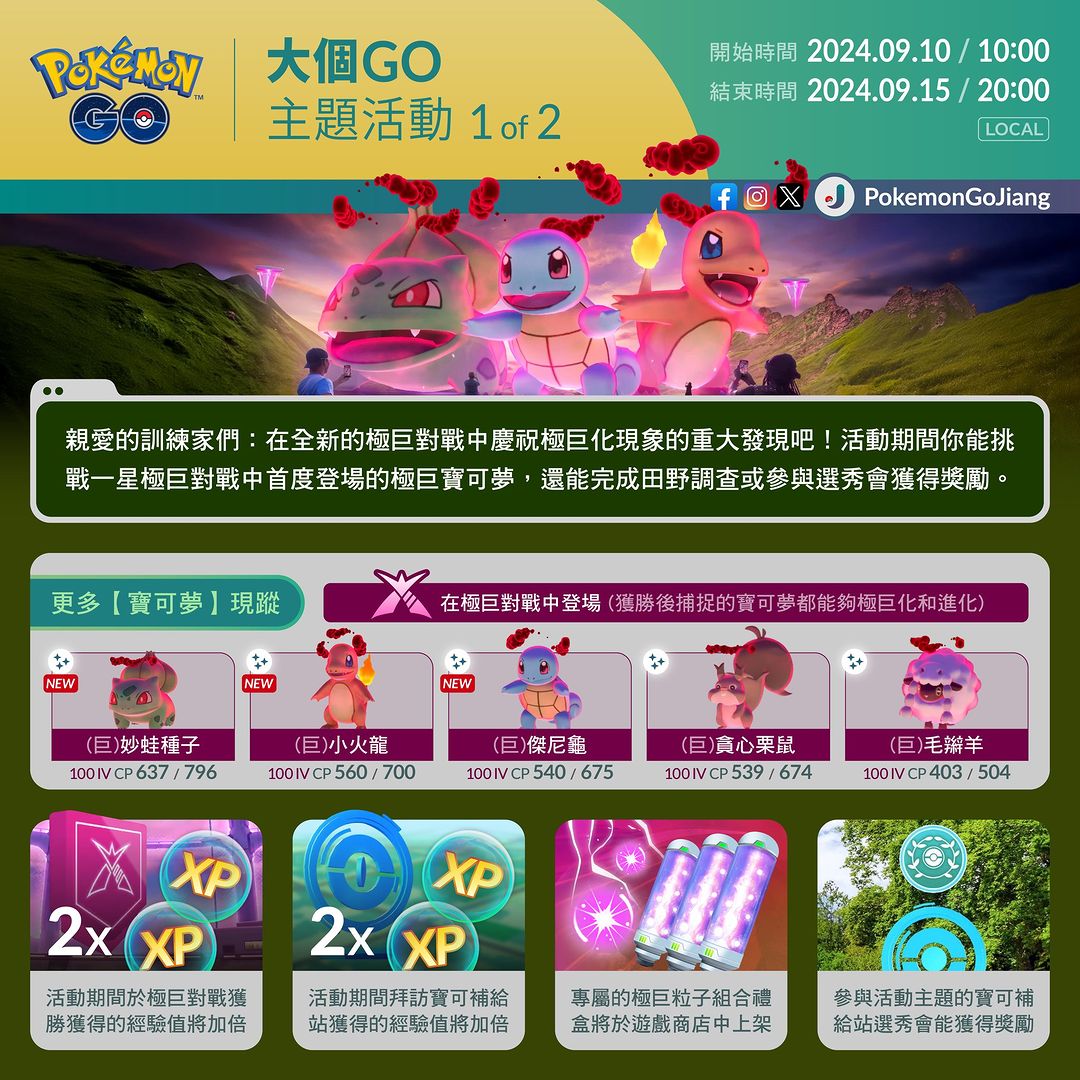 POKéMON
GO
TM
大個GO
主題活動 1 of 2
開始時間 2024.09.10 / 10:00
結束時間 2024.09.15 / 20:00
LOCAL
PokemonGoJiang
親愛的訓練家們：在全新的極巨對戰中慶祝極巨化現象的重大發現吧！活動期間你能挑
戰一星極巨對戰中首度登場的極巨寶可夢，還能完成田野調查或參與選秀會獲得獎勵。
更多【寶可夢】現蹤
在極巨對戰中登場 (獲勝後捕捉的寶可夢都能夠極巨化和進化)
NEW
NEW
NEW
(巨)妙蛙種子
(巨)小火龍
(巨)傑尼龜
(巨)貪心栗鼠
(巨)毛辮羊
100 IV CP 637 / 796
100 IV CP 560 / 700
100 IV CP 540 / 675
100 IV CP 539 / 674
100 IV CP 403 / 504
XP
2x XP
XP
2x XP
活動期間於極巨對戰獲
勝獲得的經驗值將加倍
活動期間拜訪寶可補給
站獲得的經驗值將加倍
專屬的極巨粒子組合禮
盒將於遊戲商店中上架
參與活動主題的寶可補
給站選秀會能獲得獎勵